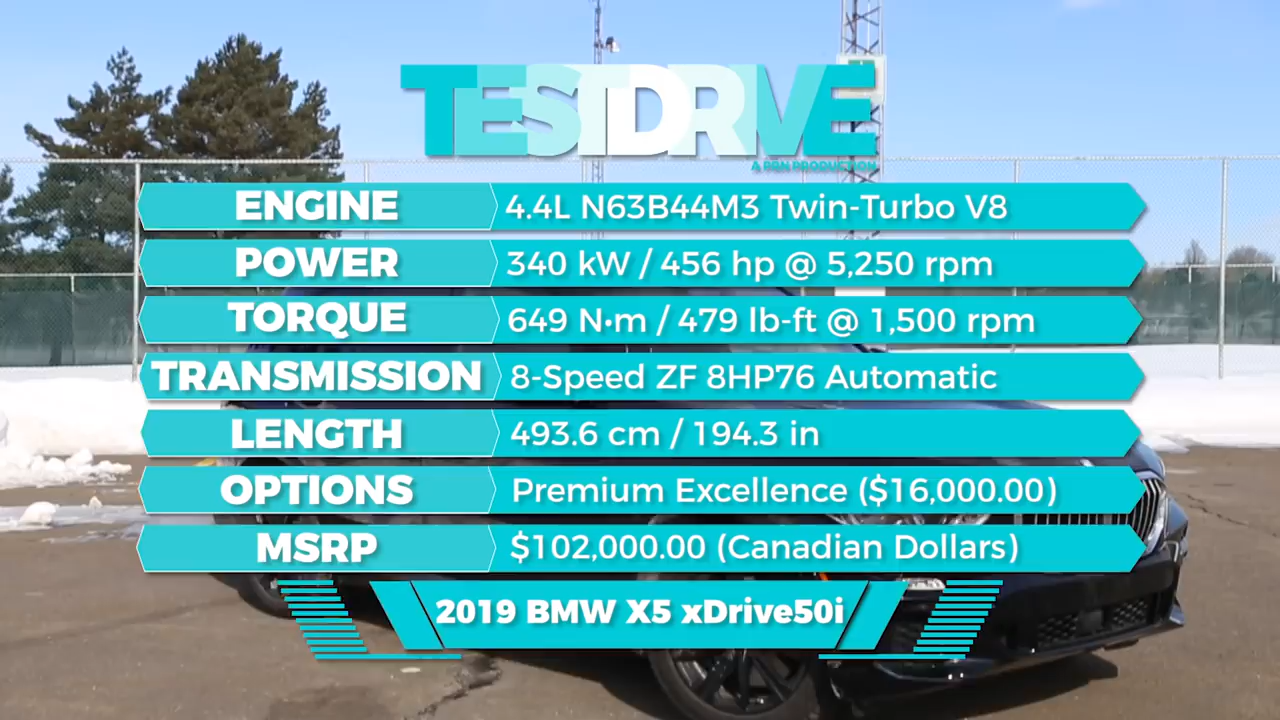 TESTDRIVE
A RGN PRODUCTION
ENGINE 4.4L N63B44M3 Twin-Turbo V8
POWER 340 kW / 456 hp @ 5,250 rpm
TORQUE 649 N•m / 479 lb-ft @ 1,500 rpm
TRANSMISSION 8-Speed ZF 8HP76 Automatic
LENGTH 493.6 cm / 194.3 in
OPTIONS Premium Excellence ($16,000.00)
MSRP $102,000.00 (Canadian Dollars)
2019 BMW X5 xDrive50i